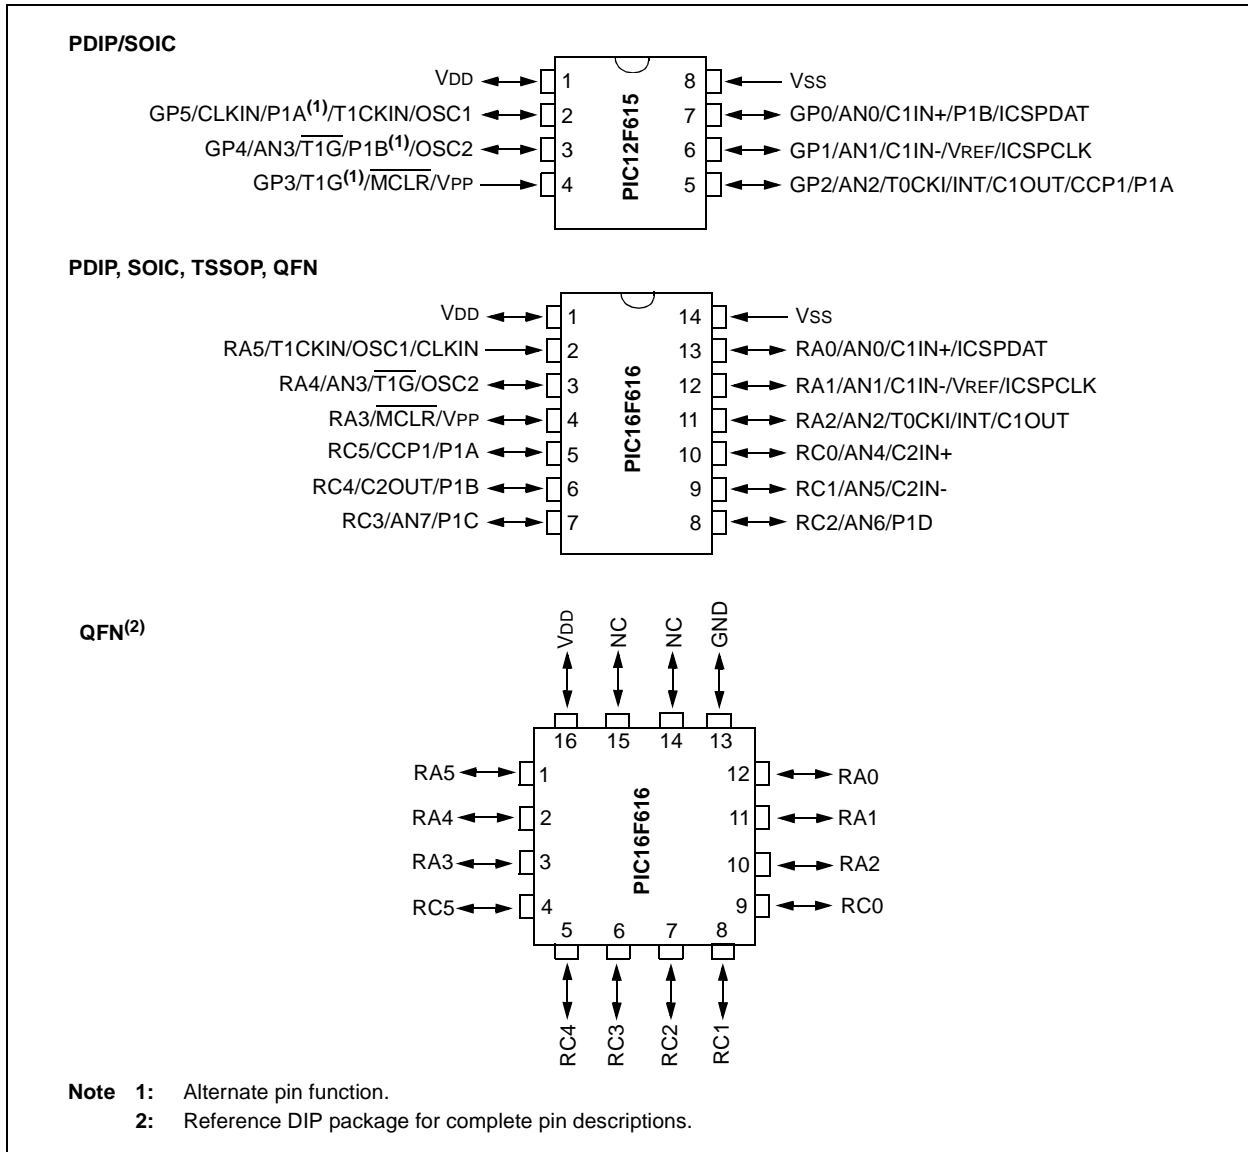 PDIP/SOIC
VDD 1 8 VSS
GP5/CLKIN/P1A(1)/T1CKIN/OSC1 2 7 GP0/AN0/C1IN+/P1B/ICSPDAT
GP4/AN3/T1G/P1B(1)/OSC2 3 6 GP1/AN1/C1IN-/VREF/ICSPCLK
GP3/T1G(1)/MCLR/VPP 4 5 GP2/AN2/T0CKI/INT/C1OUT/CCP1/P1A
PIC12F615
PDIP, SOIC, TSSOP, QFN
VDD 1 14 VSS
RA5/T1CKIN/OSC1/CLKIN 2 13 RA0/AN0/C1IN+/ICSPDAT
RA4/AN3/T1G/OSC2 3 12 RA1/AN1/C1IN-/VREF/ICSPCLK
RA3/MCLR/VPP 4 11 RA2/AN2/T0CKI/INT/C1OUT
RC5/CCP1/P1A 5 10 RC0/AN4/C2IN+
RC4/C2OUT/P1B 6 9 RC1/AN5/C2IN-
RC3/AN7/P1C 7 8 RC2/AN6/P1D
PIC16F616
QFN(2)
VDD NC NC GND
16 15 14 13
RA5 1 12 RA0
RA4 2 11 RA1
RA3 3 10 RA2
RC5 4 9 RC0
PIC16F616
5 6 7 8
RC4 RC3 RC2 RC1
Note 1: Alternate pin function.
2: Reference DIP package for complete pin descriptions.